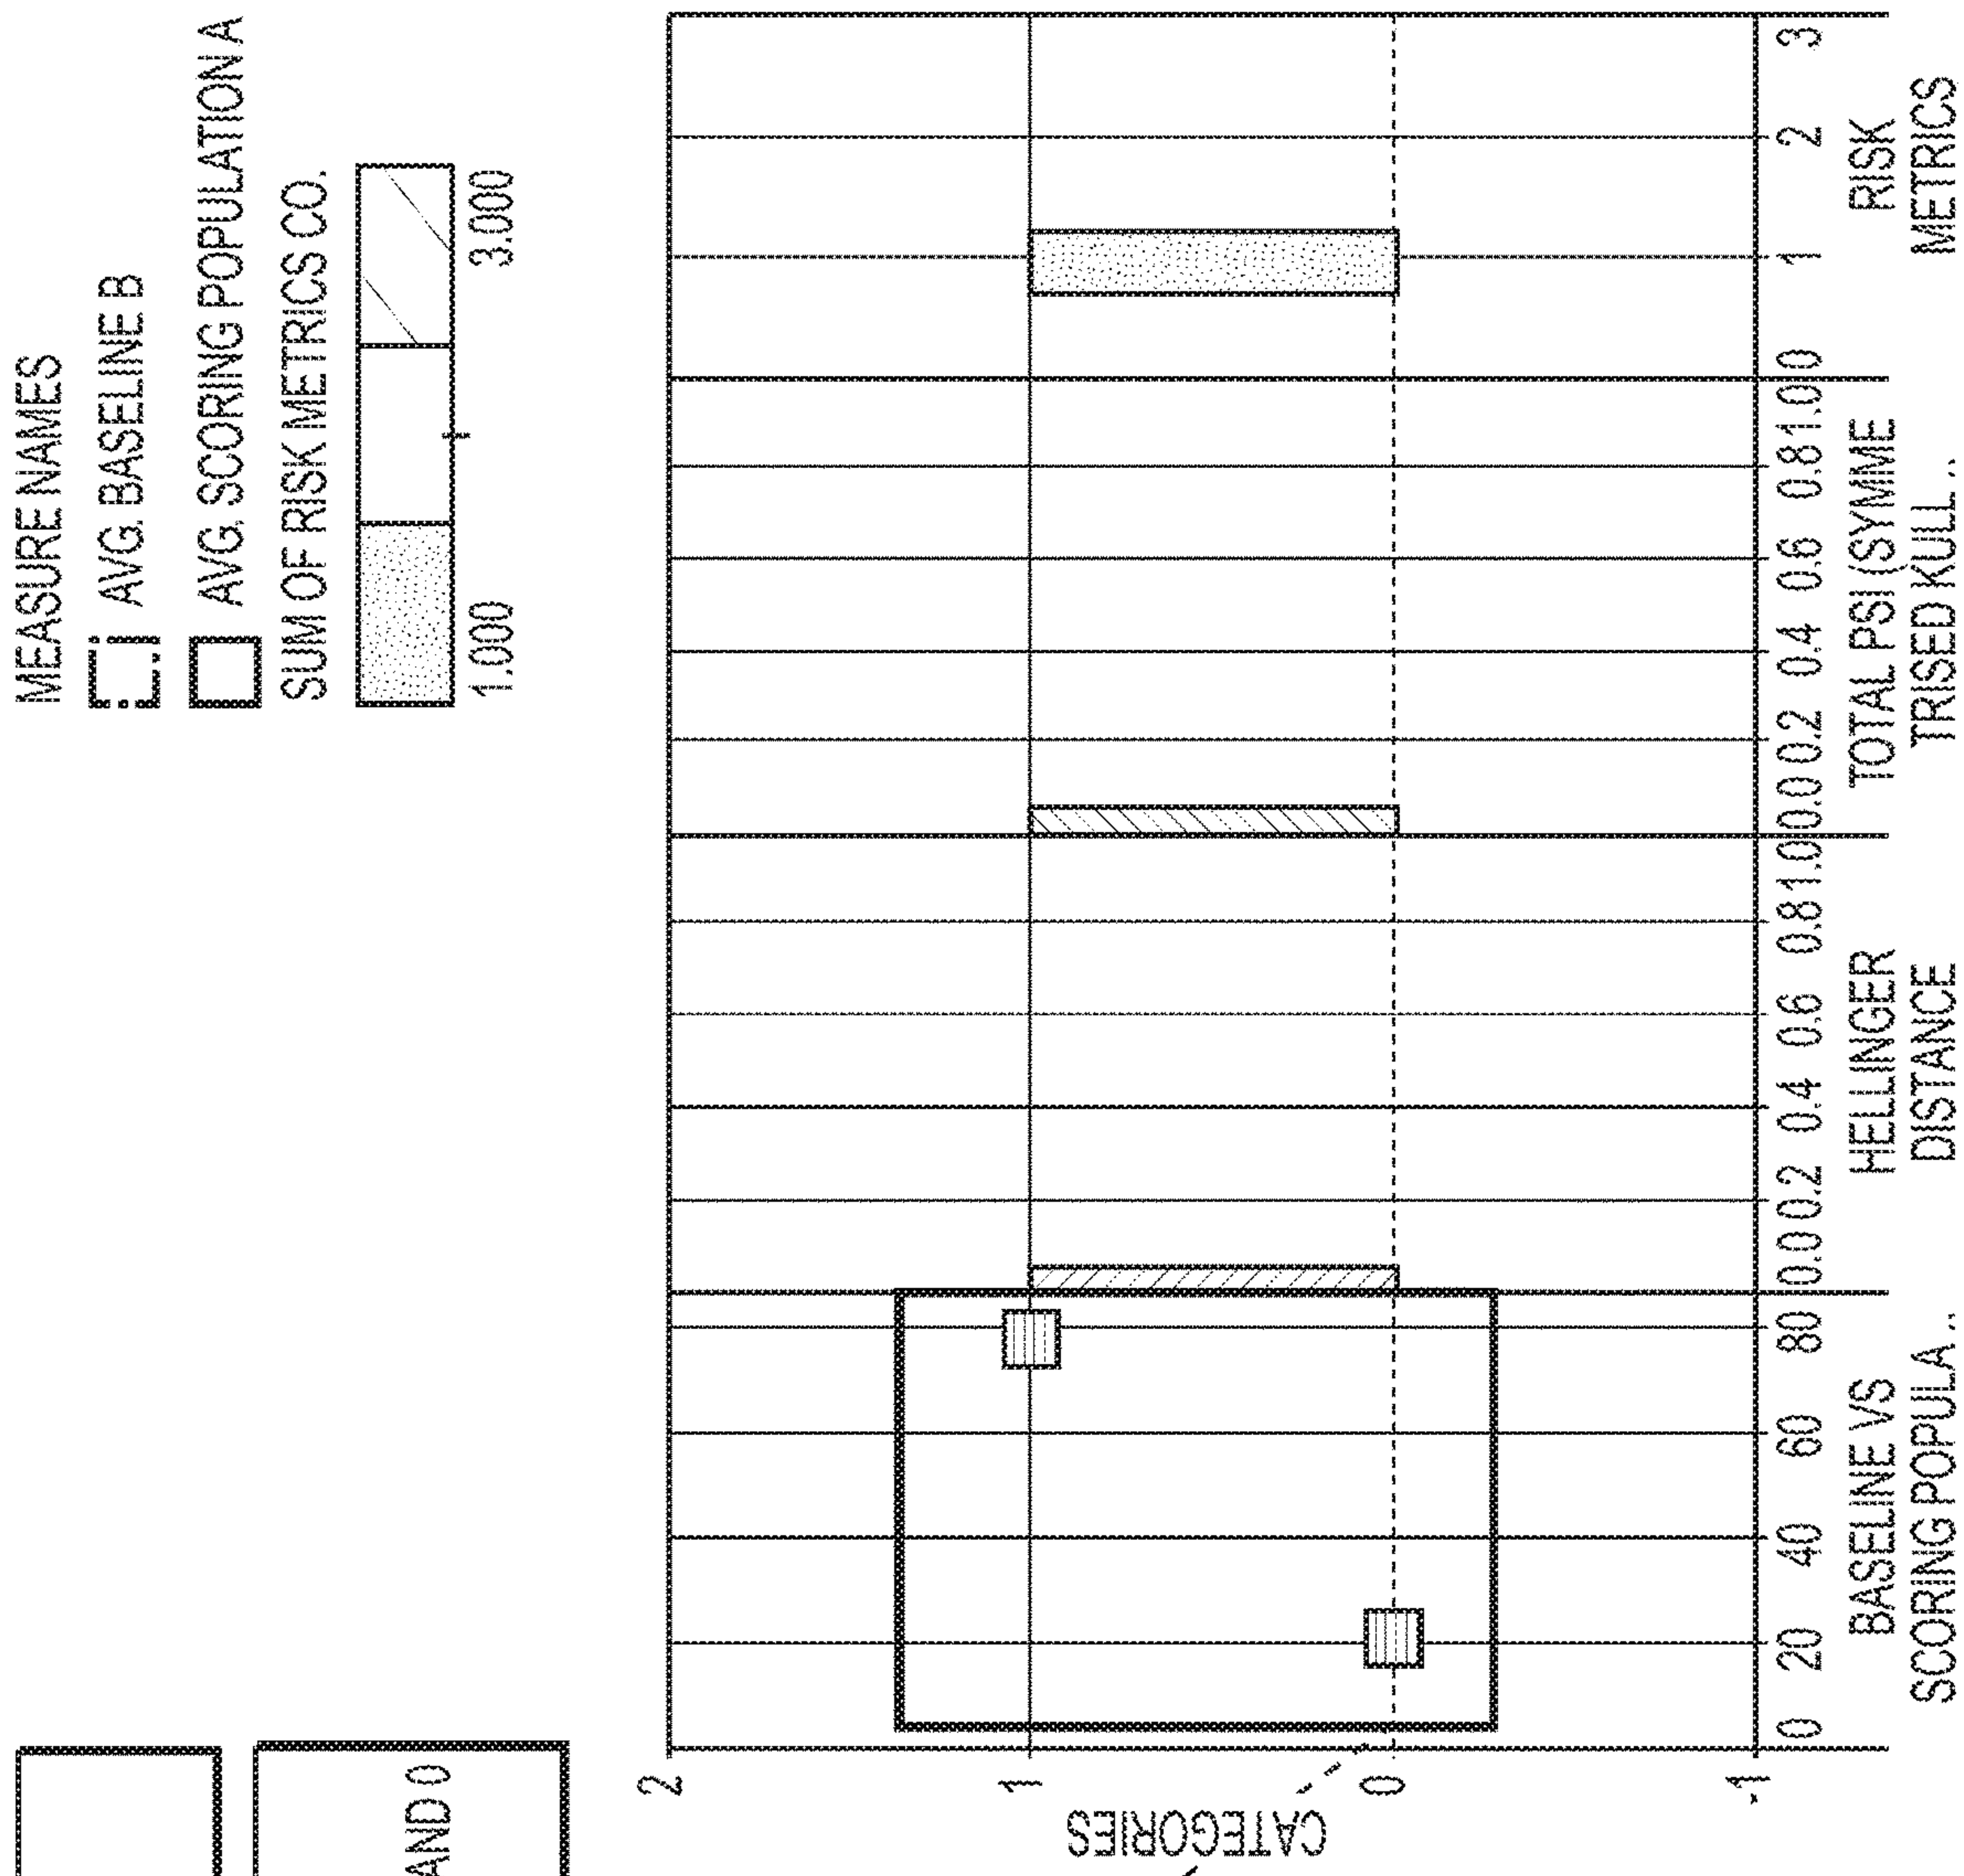 MEASURE NAMES
AVG. BASELINE B
AVG. SCORING POPULATION A
SUM OF RISK METRICS CO.
1.000 3.000
AND 0
CATEGORIES
2
1
0
-1
0 20 40 60 80 0.0 0.2 0.4 0.6 0.8 1.0 0.0 0.2 0.4 0.6 0.8 1.0 0 1 2 3
BASELINE VS
SCORING POPULA..
HELLINGER
DISTANCE
TOTAL PSI (SYMME
TRISED KULL..
RISK
METRICS